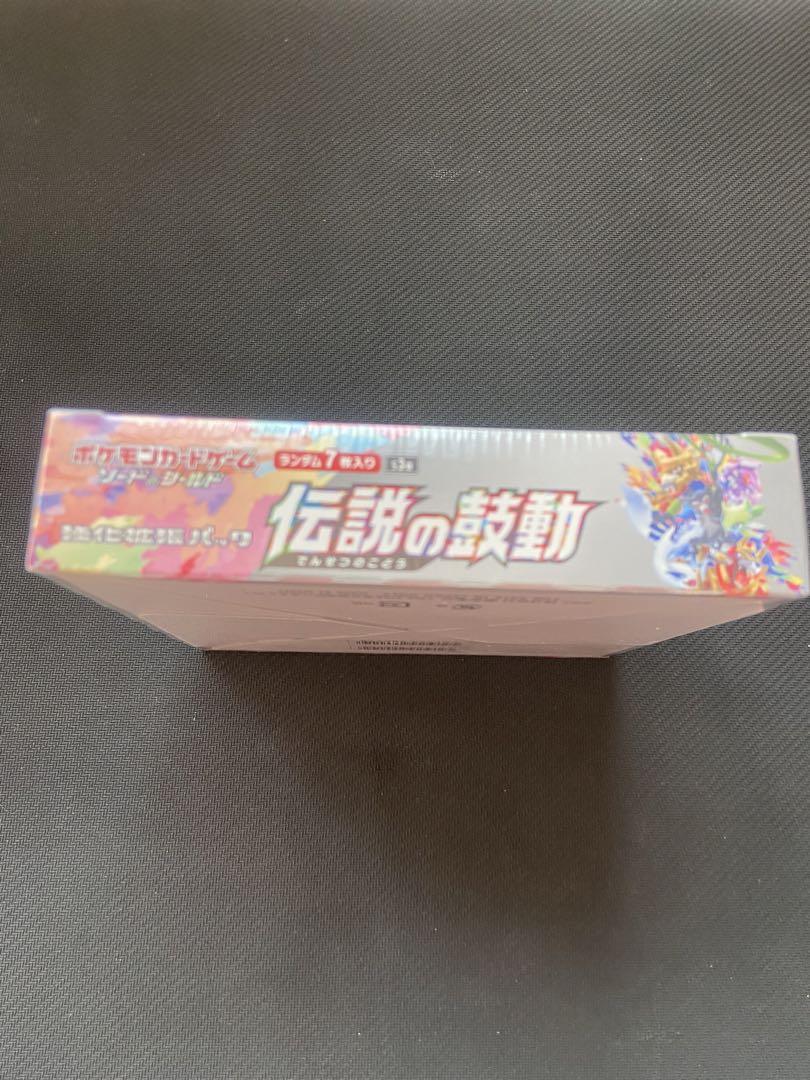 ポケモンカードゲーム
ソード&シールド
ランダム7枚入り
S3a
強化拡張パック
伝説の鼓動
でんせつのこどう